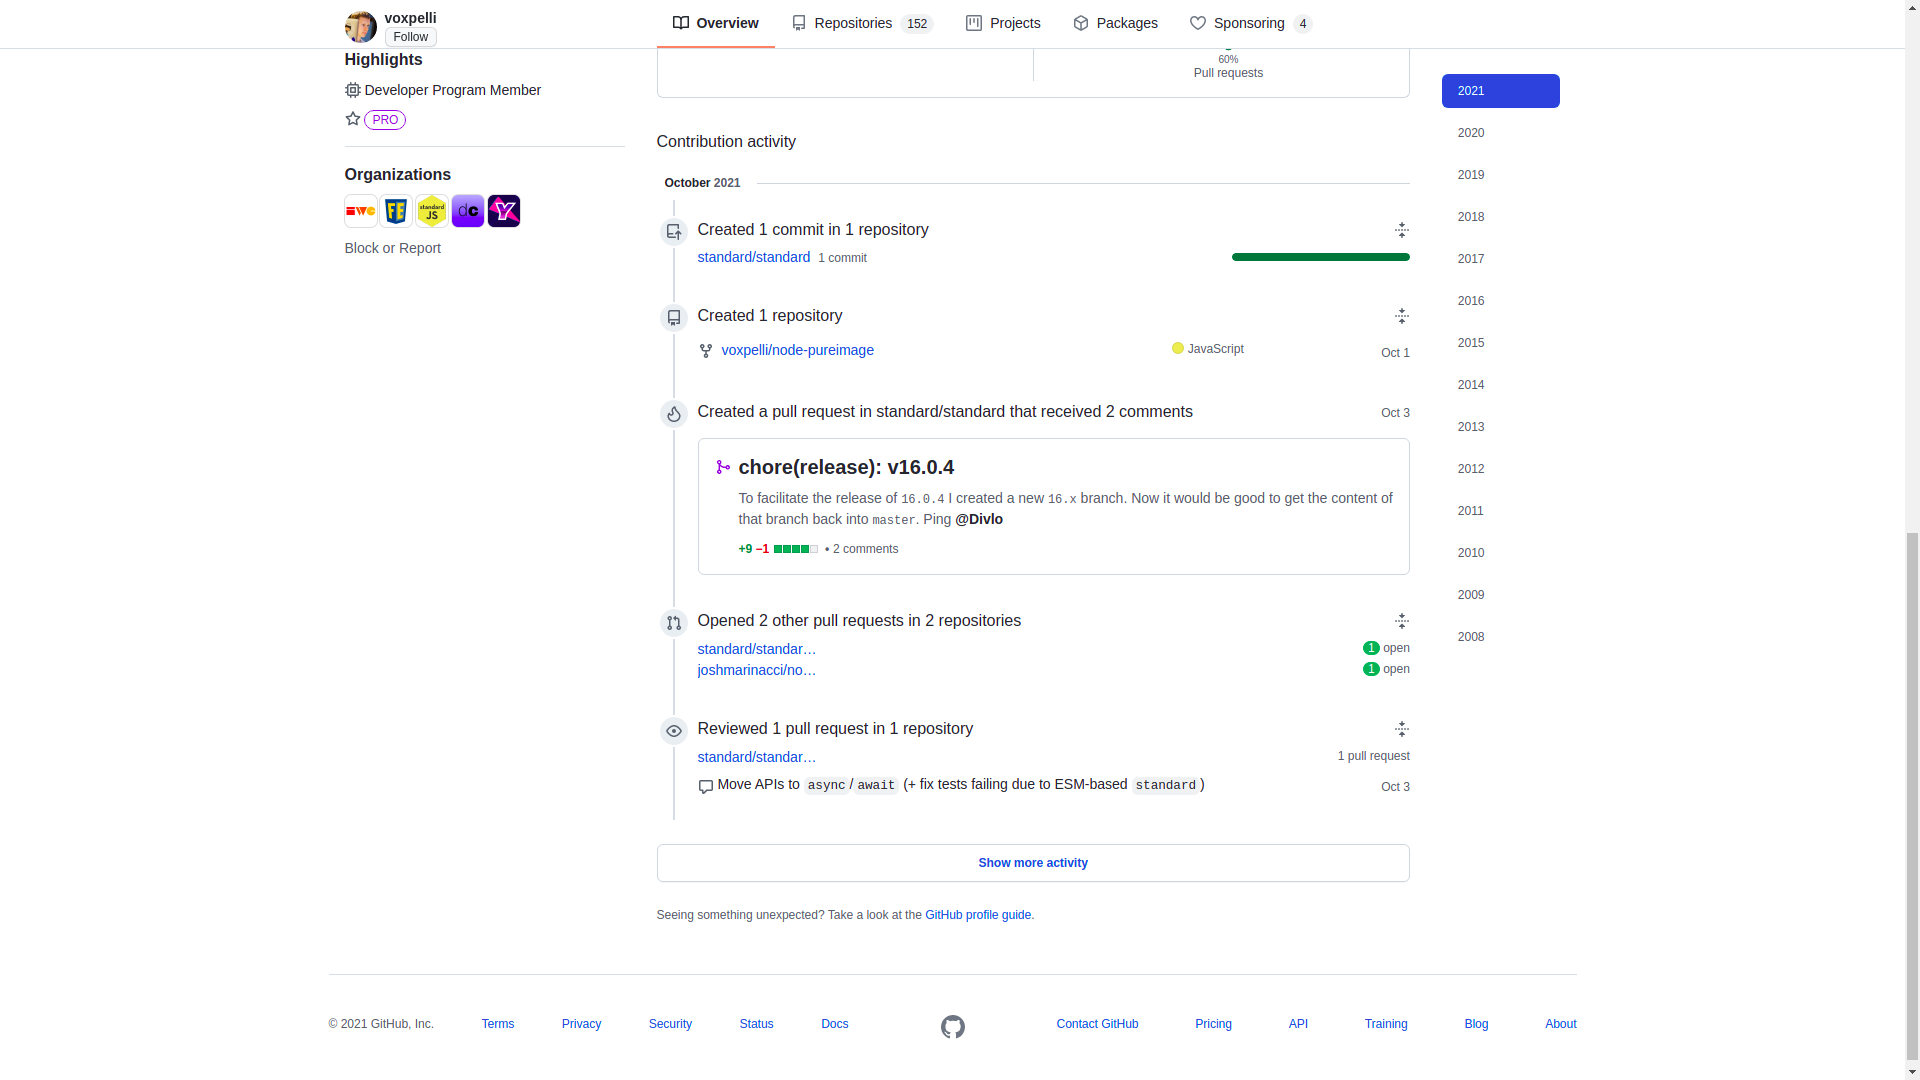 voxpelli
Follow
Overview
Repositories 152
Projects
Packages
Sponsoring 4
Highlights
Developer Program Member
PRO
Organizations
IWC
FE
standard
JS
dc
Y
Block or Report
60%
Pull requests
Contribution activity
October 2021
Created 1 commit in 1 repository
standard/standard 1 commit
Created 1 repository
voxpelli/node-pureimage JavaScript Oct 1
Created a pull request in standard/standard that received 2 comments Oct 3
chore(release): v16.0.4
To facilitate the release of 16.0.4 I created a new 16.x branch. Now it would be good to get the content of
that branch back into master. Ping @Divlo
+9 −1 • 2 comments
Opened 2 other pull requests in 2 repositories
standard/standar… 1 open
joshmarinacci/no… 1 open
Reviewed 1 pull request in 1 repository
standard/standar… 1 pull request
Move APIs to async/await (+ fix tests failing due to ESM-based standard) Oct 3
Show more activity
Seeing something unexpected? Take a look at the GitHub profile guide.
2021
2020
2019
2018
2017
2016
2015
2014
2013
2012
2011
2010
2009
2008
© 2021 GitHub, Inc.
Terms
Privacy
Security
Status
Docs
Contact GitHub
Pricing
API
Training
Blog
About